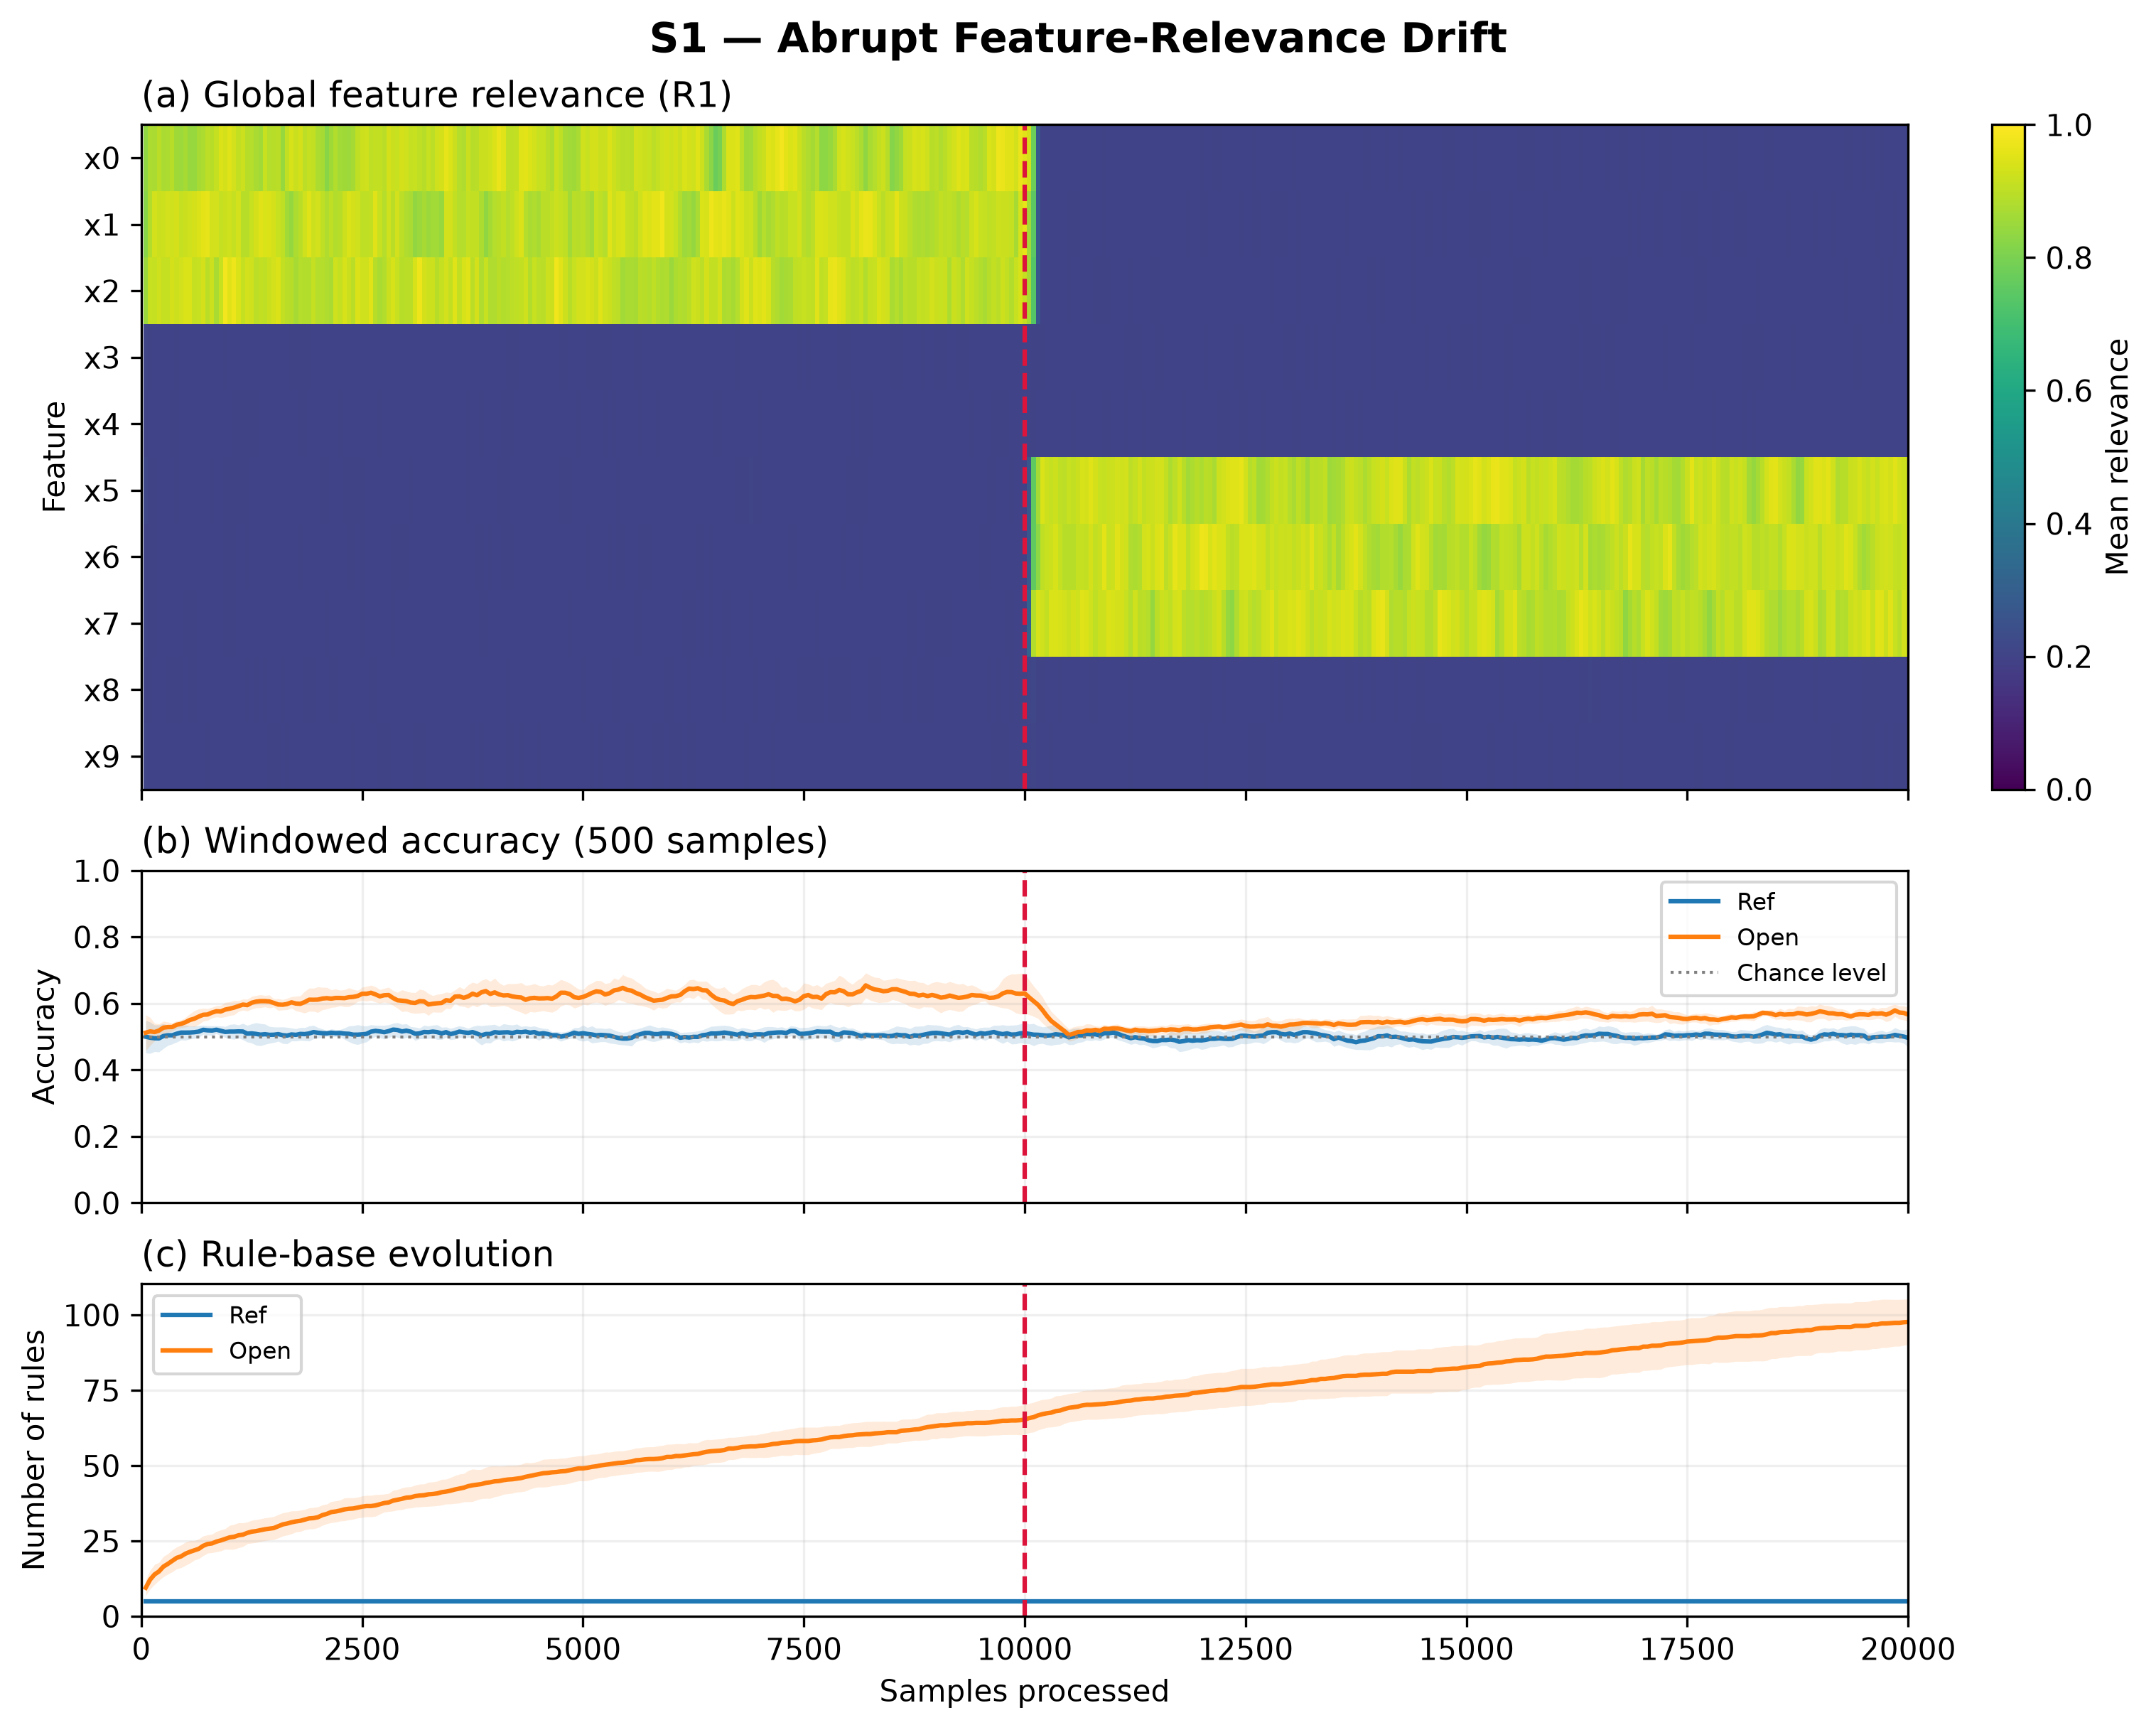 S1 — Abrupt Feature-Relevance Drift
(a) Global feature relevance (R1)
x0
x1
x2
x3
x4
x5
x6
x7
x8
x9
Feature
1.0
0.8
0.6
0.4
0.2
0.0
Mean relevance
(b) Windowed accuracy (500 samples)
1.0
0.8
0.6
0.4
0.2
0.0
Accuracy
Ref
Open
Chance level
(c) Rule-base evolution
100
75
50
25
0
Number of rules
Ref
Open
0 2500 5000 7500 10000 12500 15000 17500 20000
Samples processed